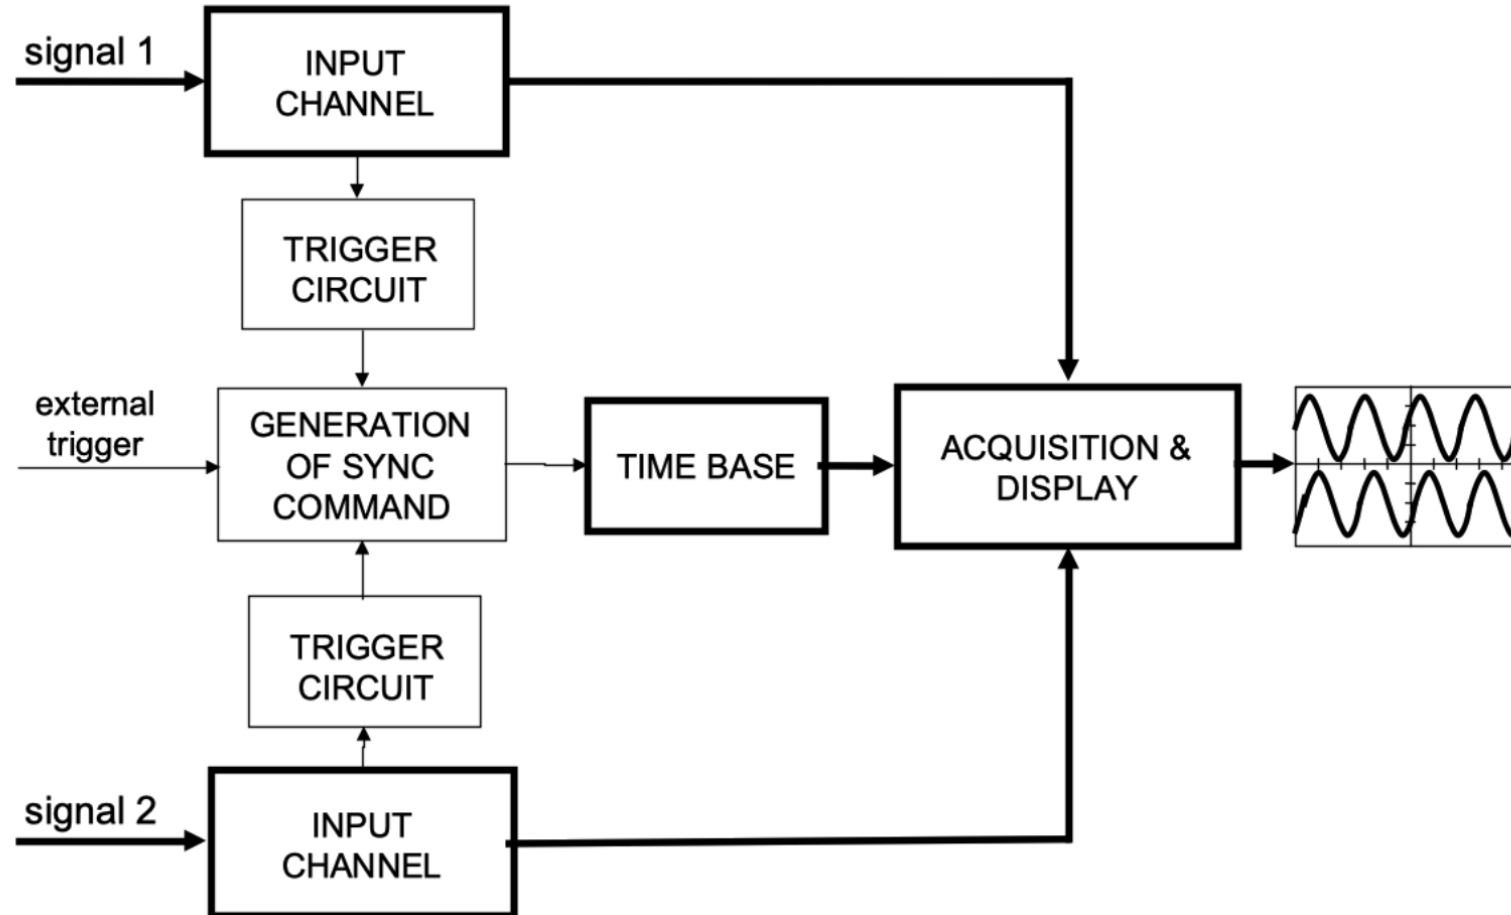 signal 1
INPUT
CHANNEL
TRIGGER
CIRCUIT
external
trigger
GENERATION
OF SYNC
COMMAND
TIME BASE
ACQUISITION &
DISPLAY
TRIGGER
CIRCUIT
signal 2
INPUT
CHANNEL